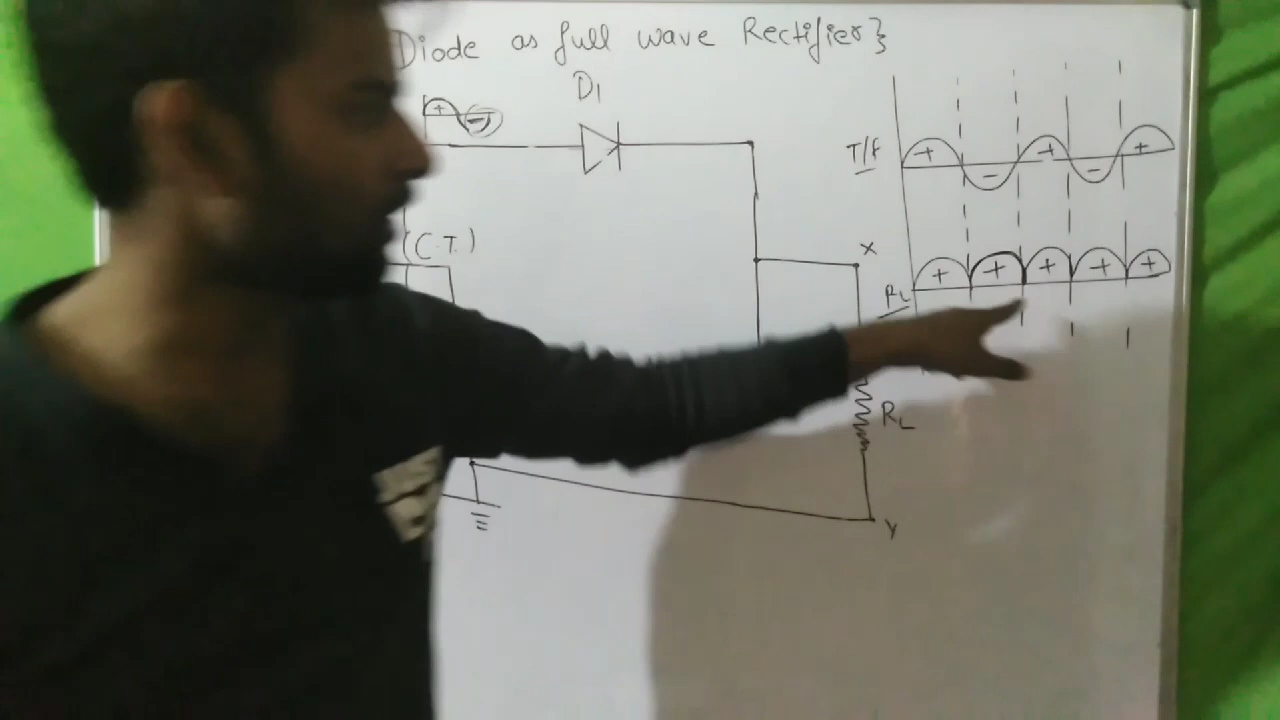 Diode as full wave Rectifier}
D1
+
-
T/f
+
-
+
-
+
(C.T.)
X
RL
+
+
+
+
+
RL
Y